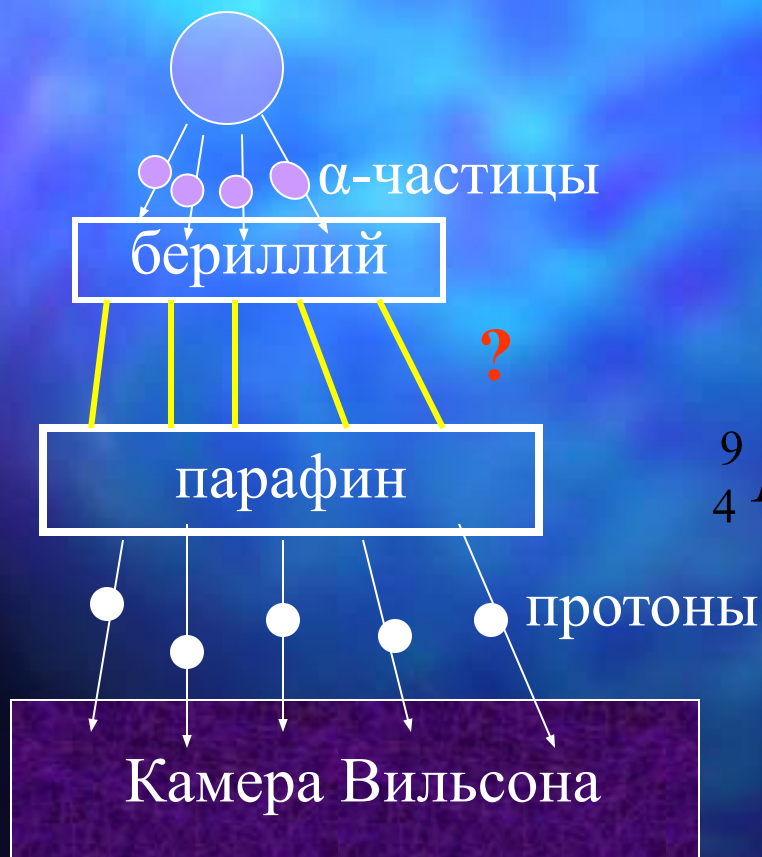 α-частицы
бериллий
?
парафин
9
4
протоны
Камера Вильсона